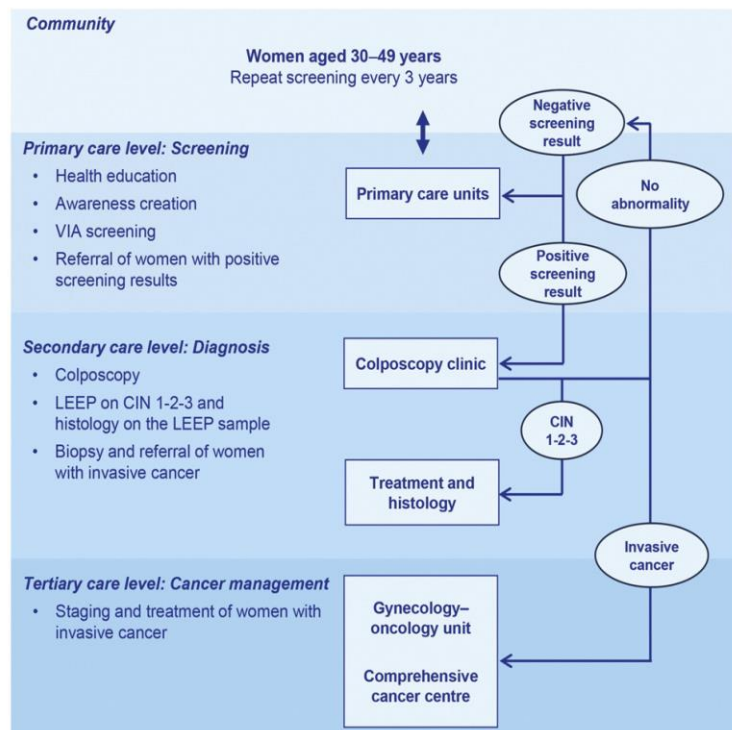 Community
Women aged 30–49 years
Repeat screening every 3 years
Negative
screening
result
Primary care level: Screening
• Health education
• Awareness creation
• VIA screening
• Referral of women with positive
screening results
Primary care units
No
abnormality
Positive
screening
result
Secondary care level: Diagnosis
• Colposcopy
• LEEP on CIN 1-2-3 and
histology on the LEEP sample
• Biopsy and referral of women
with invasive cancer
Colposcopy clinic
CIN
1-2-3
Treatment and
histology
Invasive
cancer
Tertiary care level: Cancer management
• Staging and treatment of women with
invasive cancer
Gynecology–
oncology unit
Comprehensive
cancer centre